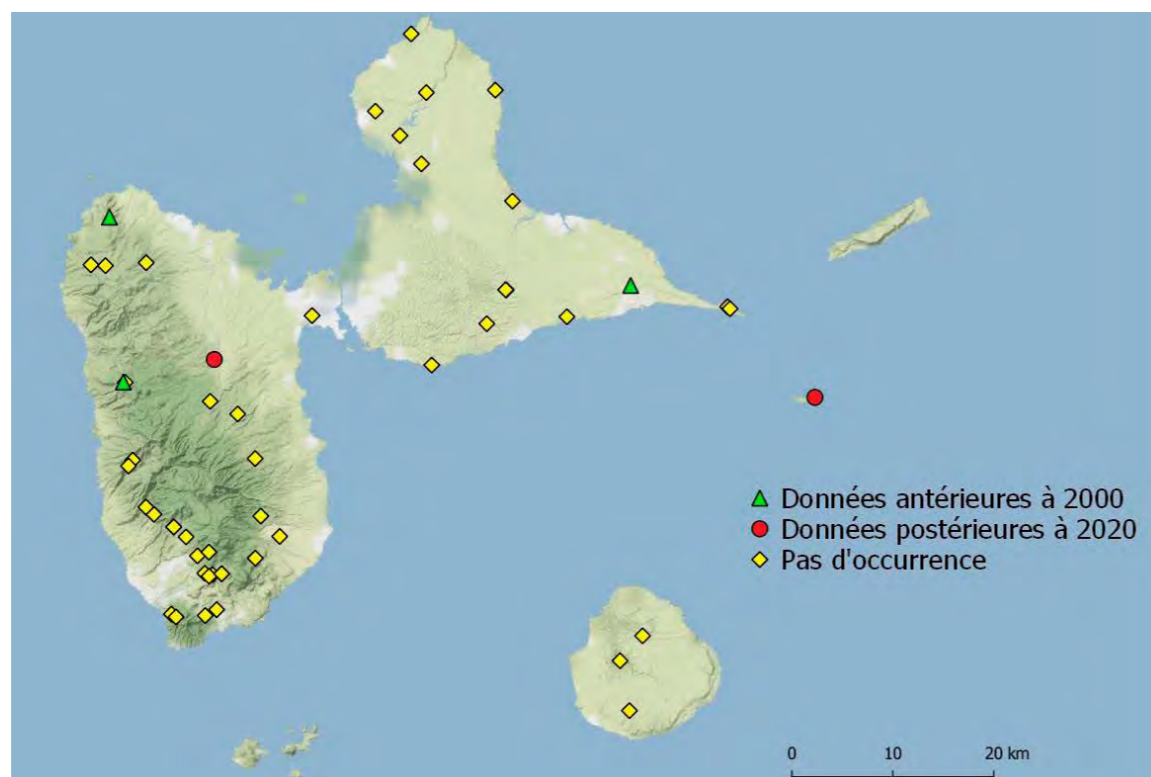 Données antérieures à 2000
Données postérieures à 2020
Pas d'occurrence
0 10 20 km